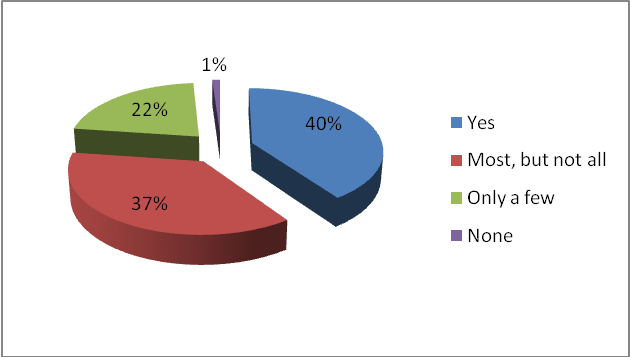 1%
22%
40%
37%
Yes
Most, but not all
Only a few
None